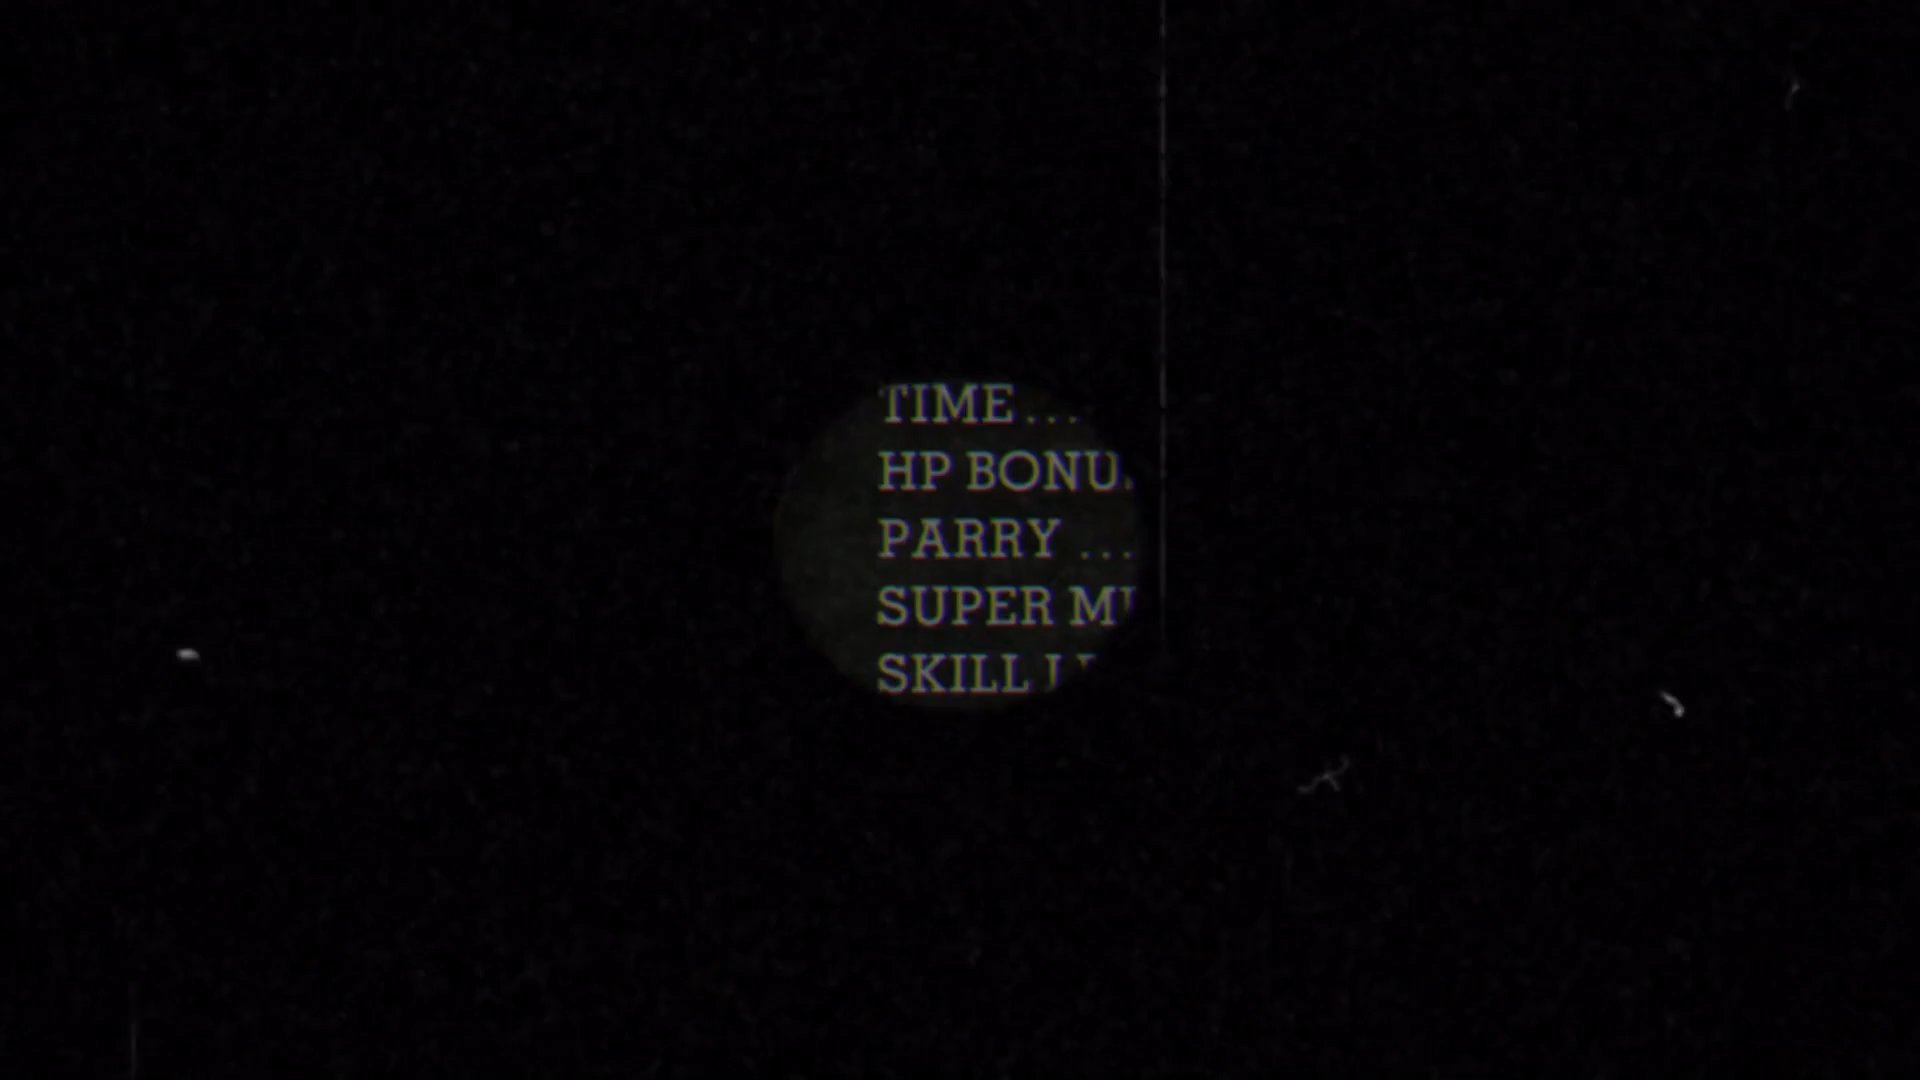 TIME...
HP BONU
PARRY ...
SUPER M
SKILL